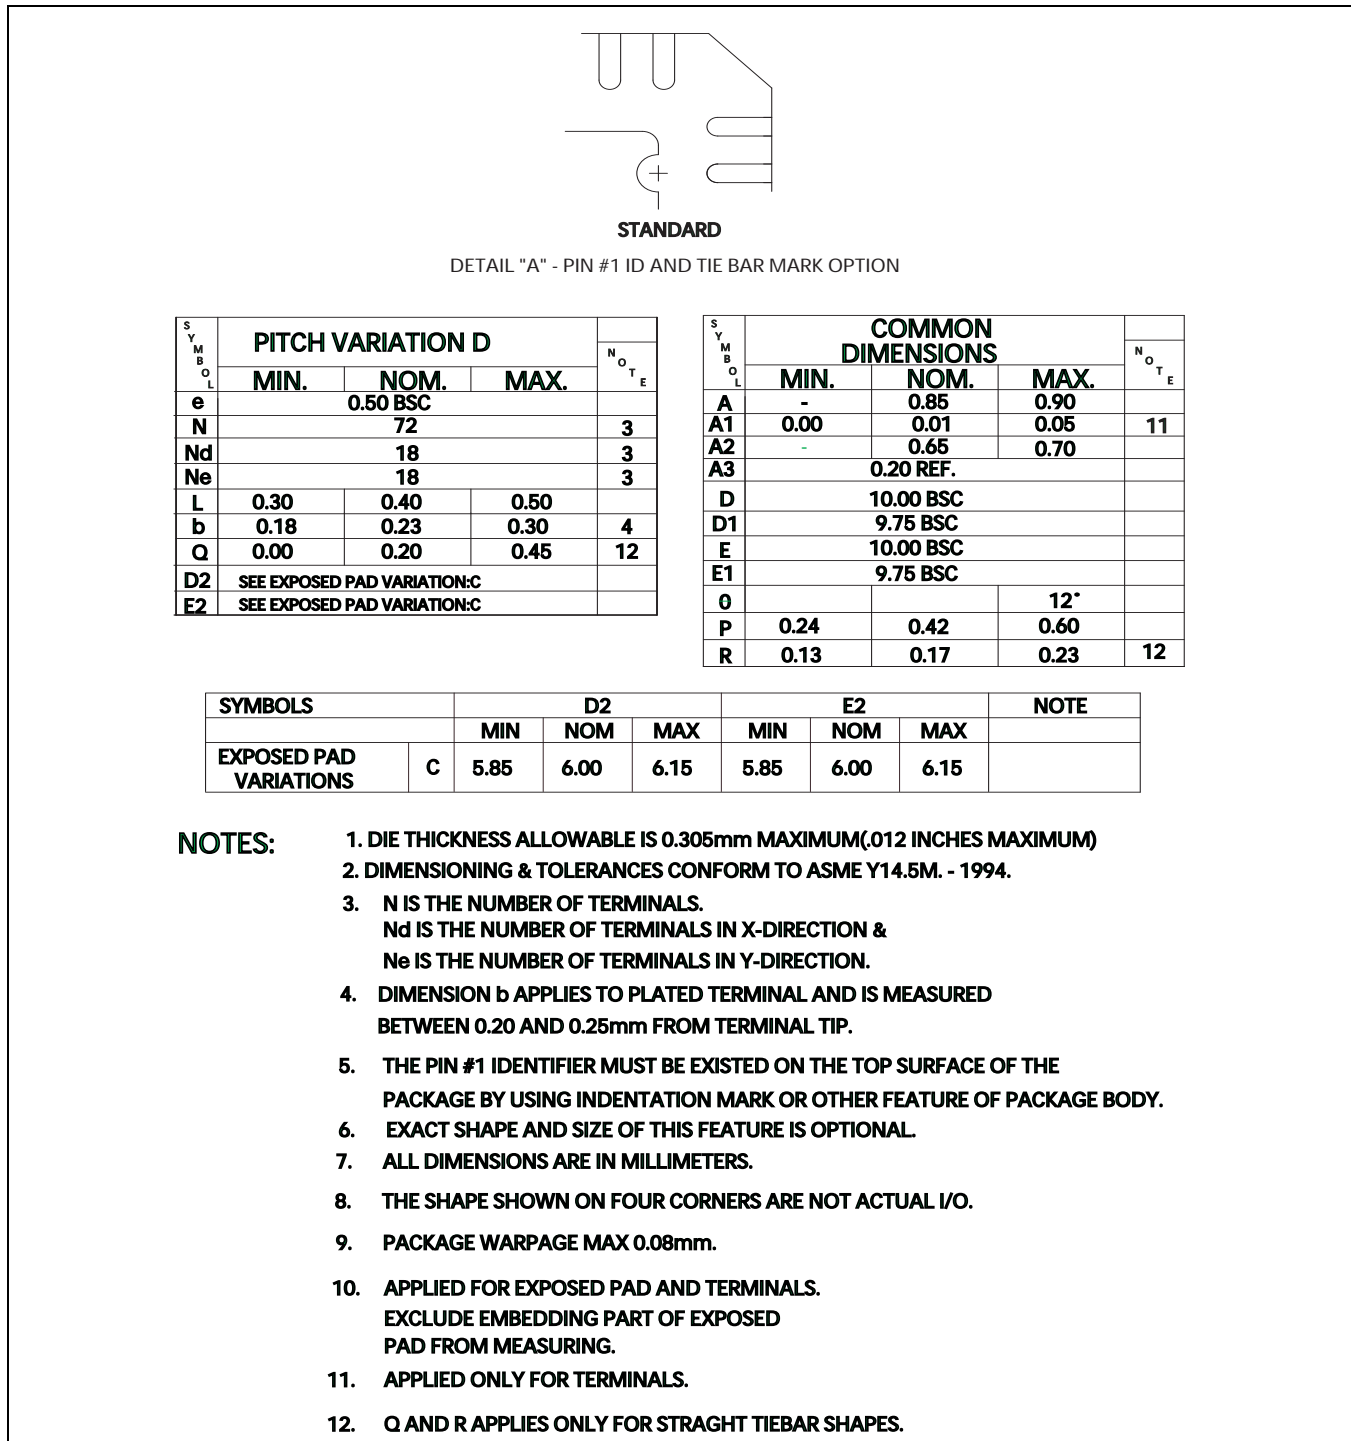 STANDARD
DETAIL "A" - PIN #1 ID AND TIE BAR MARK OPTION
SYMBOL PITCH VARIATION D NOTE
MIN. NOM. MAX.
e 0.50 BSC
N 72 3
Nd 18 3
Ne 18 3
L 0.30 0.40 0.50
b 0.18 0.23 0.30 4
Q 0.00 0.20 0.45 12
D2 SEE EXPOSED PAD VARIATION:C
E2 SEE EXPOSED PAD VARIATION:C
SYMBOL COMMON NOTE
DIMENSIONS
MIN. NOM. MAX.
A - 0.85 0.90
A1 0.00 0.01 0.05 11
A2 - 0.65 0.70
A3 0.20 REF.
D 10.00 BSC
D1 9.75 BSC
E 10.00 BSC
E1 9.75 BSC
0 12°
P 0.24 0.42 0.60
R 0.13 0.17 0.23 12
SYMBOLS D2 E2 NOTE
MIN NOM MAX MIN NOM MAX
EXPOSED PAD
VARIATIONS C 5.85 6.00 6.15 5.85 6.00 6.15
NOTES: 1. DIE THICKNESS ALLOWABLE IS 0.305mm MAXIMUM(.012 INCHES MAXIMUM)
2. DIMENSIONING & TOLERANCES CONFORM TO ASME Y14.5M. - 1994.
3. N IS THE NUMBER OF TERMINALS.
Nd IS THE NUMBER OF TERMINALS IN X-DIRECTION &
Ne IS THE NUMBER OF TERMINALS IN Y-DIRECTION.
4. DIMENSION b APPLIES TO PLATED TERMINAL AND IS MEASURED
BETWEEN 0.20 AND 0.25mm FROM TERMINAL TIP.
5. THE PIN #1 IDENTIFIER MUST BE EXISTED ON THE TOP SURFACE OF THE
PACKAGE BY USING INDENTATION MARK OR OTHER FEATURE OF PACKAGE BODY.
6. EXACT SHAPE AND SIZE OF THIS FEATURE IS OPTIONAL.
7. ALL DIMENSIONS ARE IN MILLIMETERS.
8. THE SHAPE SHOWN ON FOUR CORNERS ARE NOT ACTUAL I/O.
9. PACKAGE WARPAGE MAX 0.08mm.
10. APPLIED FOR EXPOSED PAD AND TERMINALS.
EXCLUDE EMBEDDING PART OF EXPOSED
PAD FROM MEASURING.
11. APPLIED ONLY FOR TERMINALS.
12. Q AND R APPLIES ONLY FOR STRAGHT TIEBAR SHAPES.